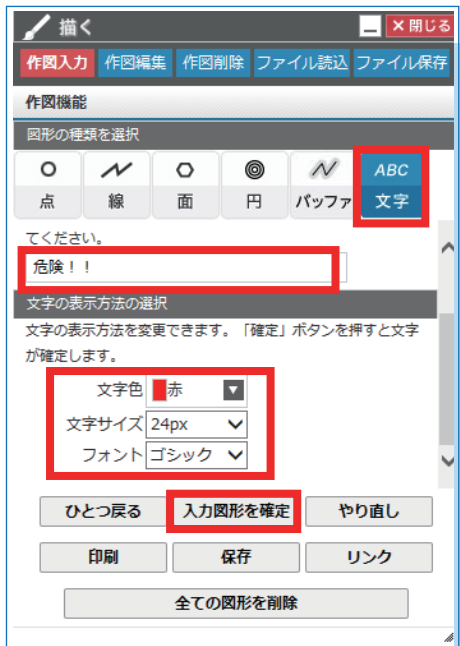 描く
×閉じる
作図入力 作図編集 作図削除 ファイル読込 ファイル保存
作図機能
図形の種類を選択
点 線 面 円 バッファ ABC 文字
てください。
危険！！
文字の表示方法の選択
文字の表示方法を変更できます。「確定」ボタンを押すと文字
が確定します。
文字色 赤
文字サイズ 24px
フォント ゴシック
ひとつ戻る 入力図形を確定 やり直し
印刷 保存 リンク
全ての図形を削除